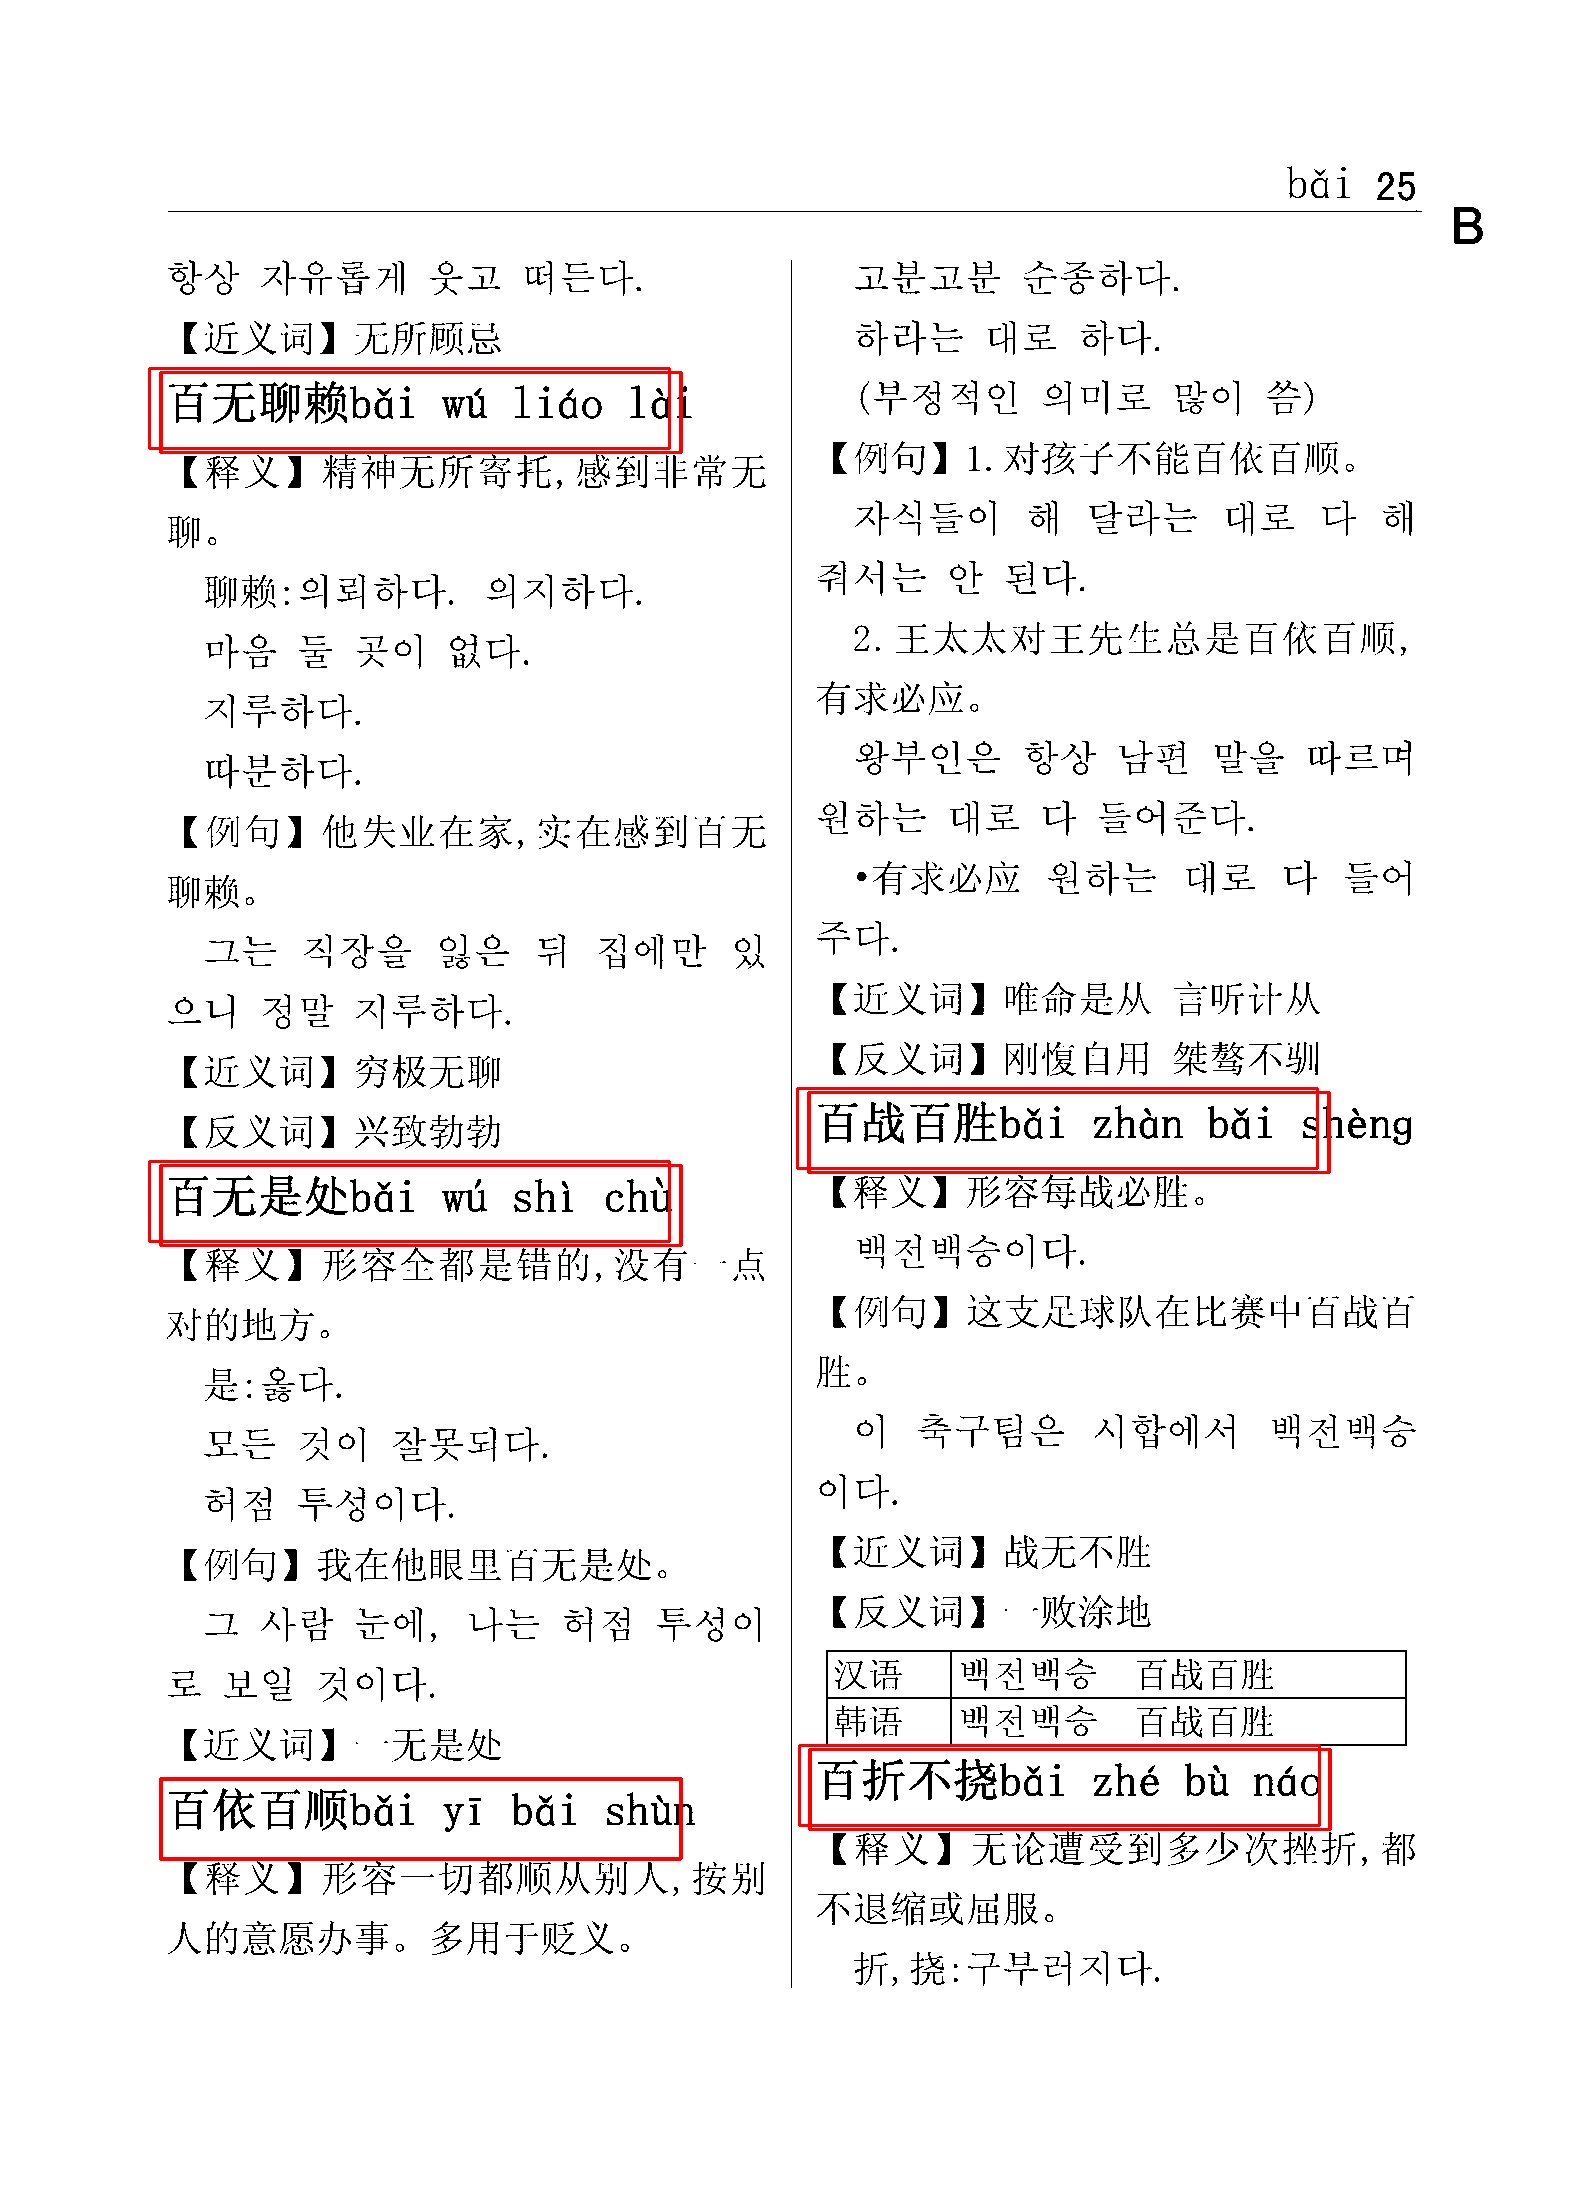 bǎi 25
B
항상 자유롭게 웃고 떠든다.
【近义词】无所顾忌
百无聊赖bǎi wú liáo lài
【释义】精神无所寄托,感到非常无
聊。
聊赖:의뢰하다. 의지하다.
마음 둘 곳이 없다.
지루하다.
따분하다.
【例句】他失业在家,实在感到百无
聊赖。
그는 직장을 잃은 뒤 집에만 있
으니 정말 지루하다.
【近义词】穷极无聊
【反义词】兴致勃勃
百无是处bǎi wú shì chù
【释义】形容全都是错的,没有一点
对的地方。
是:옳다.
모든 것이 잘못되다.
허점 투성이다.
【例句】我在他眼里百无是处。
그 사람 눈에, 나는 허점 투성이
로 보일 것이다.
【近义词】一无是处
百依百顺bǎi yī bǎi shùn
【释义】形容一切都顺从别人,按别
人的意愿办事。多用于贬义。
고분고분 순종하다.
하라는 대로 하다.
(부정적인 의미로 많이 씀)
【例句】1.对孩子不能百依百顺。
자식들이 해 달라는 대로 다 해
줘서는 안 된다.
2.王太太对王先生总是百依百顺,
有求必应。
왕부인은 항상 남편 말을 따르며
원하는 대로 다 들어준다.
•有求必应 원하는 대로 다 들어
주다.
【近义词】唯命是从 言听计从
【反义词】刚愎自用 桀骜不驯
百战百胜bǎi zhàn bǎi shèng
【释义】形容每战必胜。
백전백승이다.
【例句】这支足球队在比赛中百战百
胜。
이 축구팀은 시합에서 백전백승
이다.
【近义词】战无不胜
【反义词】一败涂地
汉语 백전백승 百战百胜
韩语 백전백승 百战百胜
百折不挠bǎi zhé bù náo
【释义】无论遭受到多少次挫折,都
不退缩或屈服。
折,挠:구부러지다.